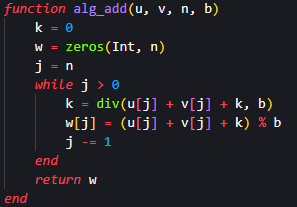 function alg_add(u, v, n, b)
    k = 0
    w = zeros(Int, n)
    j = n
    while j > 0
        k = div(u[j] + v[j] + k, b)
        w[j] = (u[j] + v[j] + k) % b
        j -= 1
    end
    return w
end